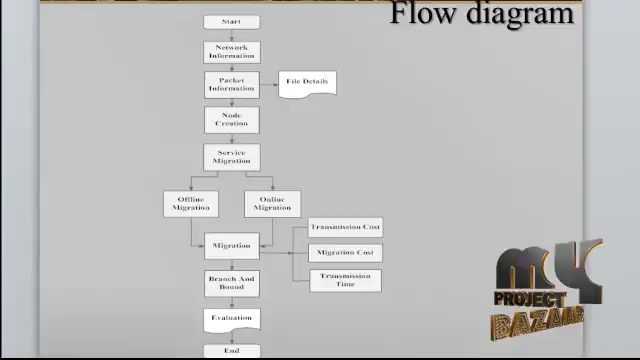 Flow diagram
Start
Network
Information
Packet
Information
File Details
Node
Creation
Service
Migration
Offline
Migration
Online
Migration
Transmission Cost
Migration
Migration Cost
Transmission
Time
Branch And
Bound
Evaluation
End
MY
PROJECT
BAZAAR